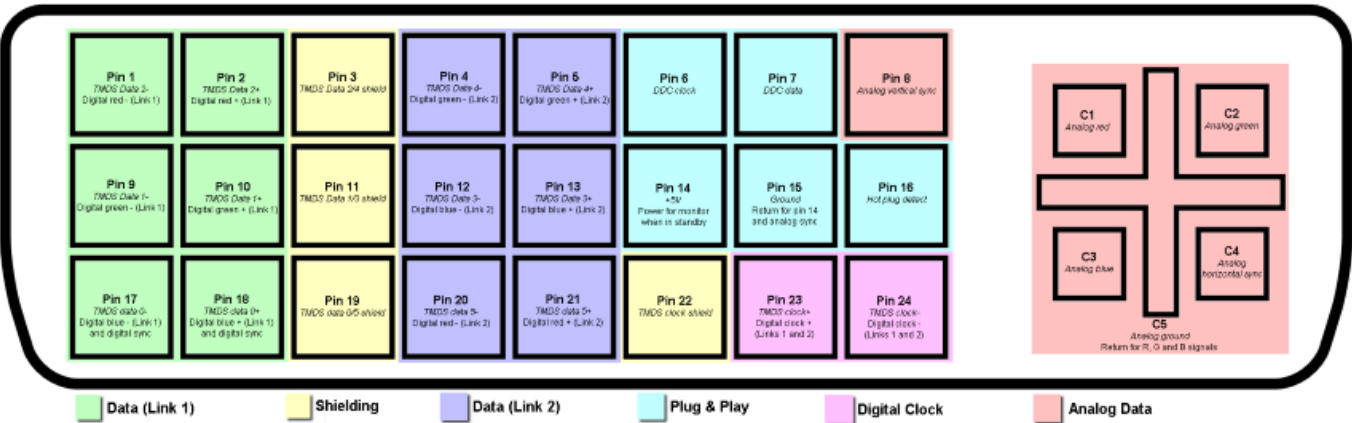 Pin 1
TMDS Data 2-
Digital red - (Link 1)
Pin 2
TMDS Data 2+
Digital red + (Link 1)
Pin 3
TMDS Data 2/4 shield
Pin 4
TMDS Data 4-
Digital green - (Link 2)
Pin 5
TMDS Data 4+
Digital green + (Link 2)
Pin 6
DDC clock
Pin 7
DDC data
Pin 8
Analog vertical sync
Pin 9
TMDS Data 1-
Digital green - (Link 1)
Pin 10
TMDS Data 1+
Digital green + (Link 1)
Pin 11
TMDS Data 1/3 shield
Pin 12
TMDS Data 3-
Digital blue - (Link 2)
Pin 13
TMDS Data 3+
Digital blue + (Link 2)
Pin 14
+5V
Power for monitor
when in standby
Pin 15
Ground
Return for pin 14
and analog sync
Pin 16
Hot plug detect
Pin 17
TMDS data 0-
Digital blue - (Link 1)
and digital sync
Pin 18
TMDS data 0+
Digital blue + (Link 1)
and digital sync
Pin 19
TMDS data 0/5 shield
Pin 20
TMDS data 5-
Digital red - (Link 2)
Pin 21
TMDS data 5+
Digital red + (Link 2)
Pin 22
TMDS clock shield
Pin 23
TMDS clock+
Digital clock +
(Links 1 and 2)
Pin 24
TMDS clock-
Digital clock -
(Links 1 and 2)
C1
Analog red
C2
Analog green
C3
Analog blue
C4
Analog
horizontal sync
C5
Analog ground
Return for R, G and B signals
Data (Link 1)
Shielding
Data (Link 2)
Plug & Play
Digital Clock
Analog Data